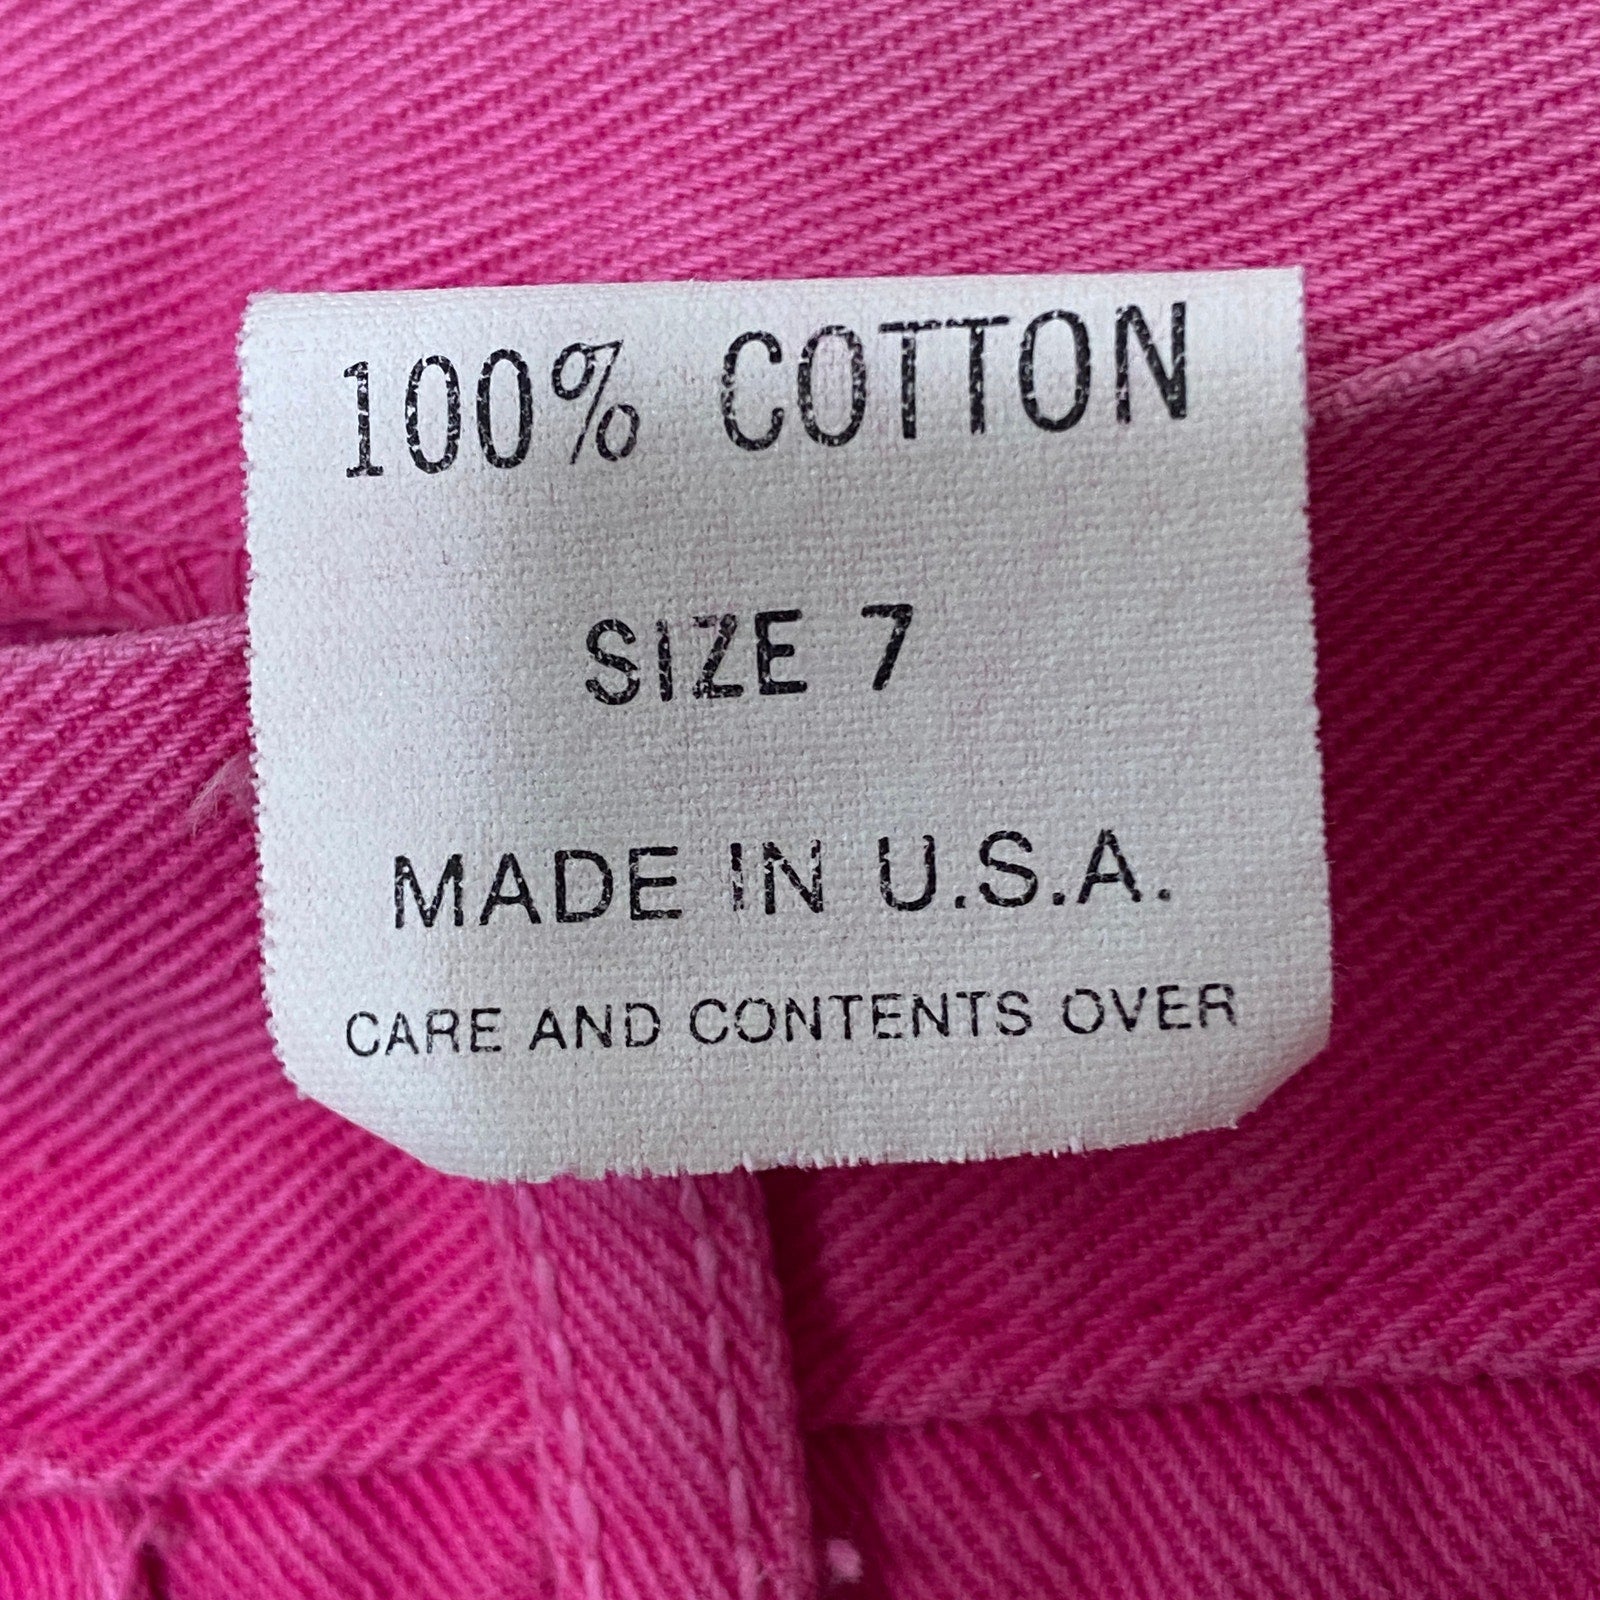 100% COTTON
SIZE 7
MADE IN U.S.A.
CARE AND CONTENTS OVER